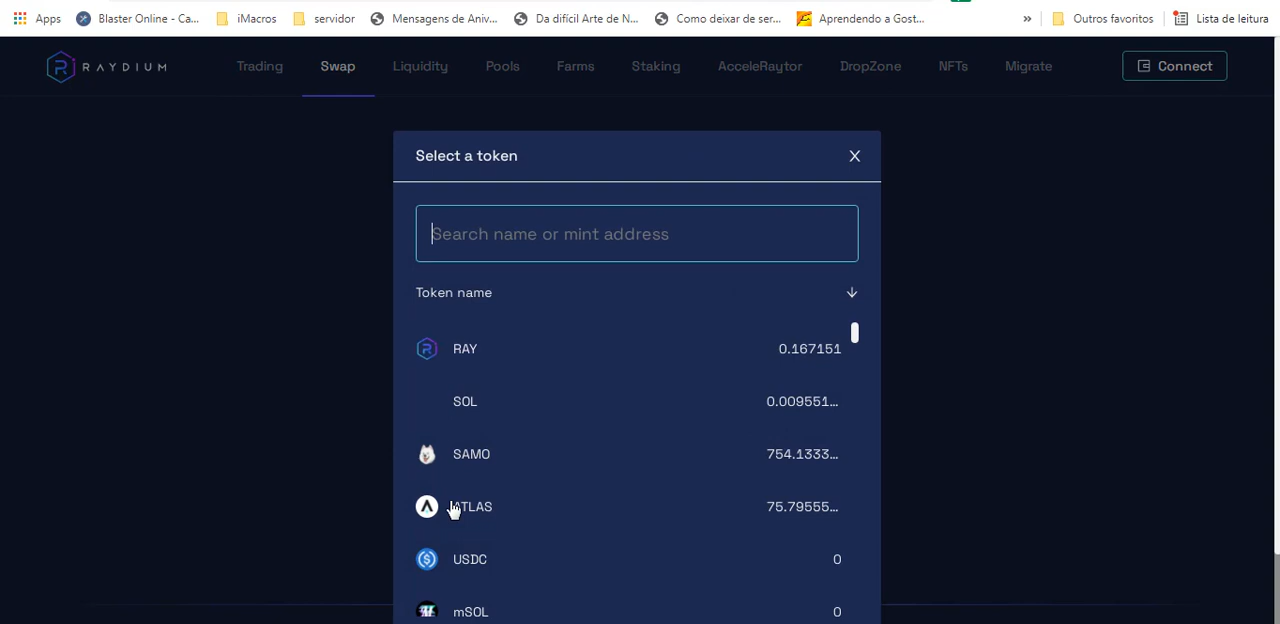 Apps Blaster Online - Ca... iMacros servidor Mensagens de Aniv... Da difícil Arte de N... Como deixar de ser... Aprendendo a Gost... » Outros favoritos Lista de leitura
RAYDIUM Trading Swap Liquidity Pools Farms Staking AcceleRaytor DropZone NFTs Migrate Connect
Select a token X
Search name or mint address
Token name
RAY 0.167151
SOL 0.009551...
SAMO 754.1333...
ATLAS 75.79555...
USDC 0
mSOL 0